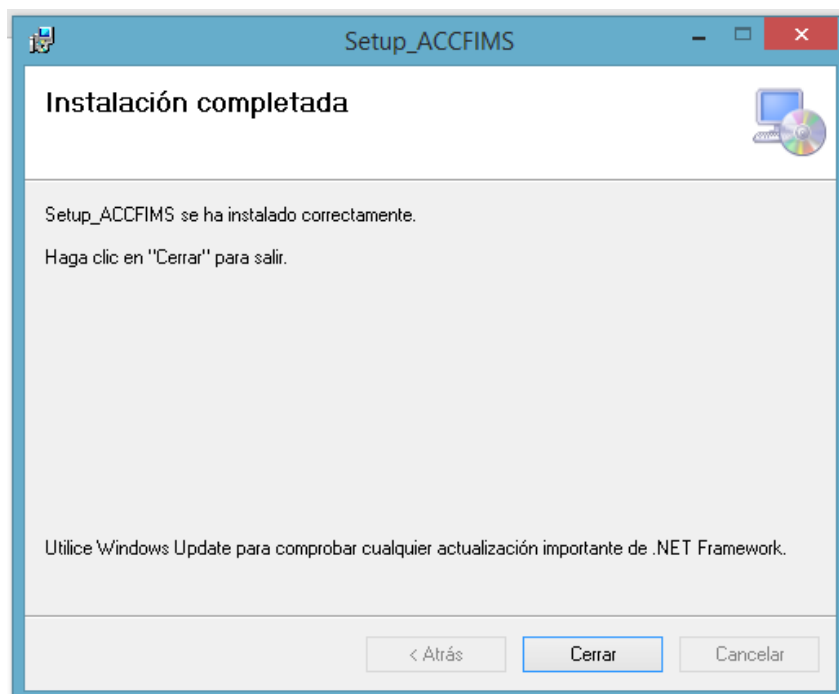 Setup_ACCFIMS
Instalación completada
Setup_ACCFIMS se ha instalado correctamente.
Haga clic en "Cerrar" para salir.
Utilice Windows Update para comprobar cualquier actualización importante de .NET Framework.
< Atrás Cerrar Cancelar